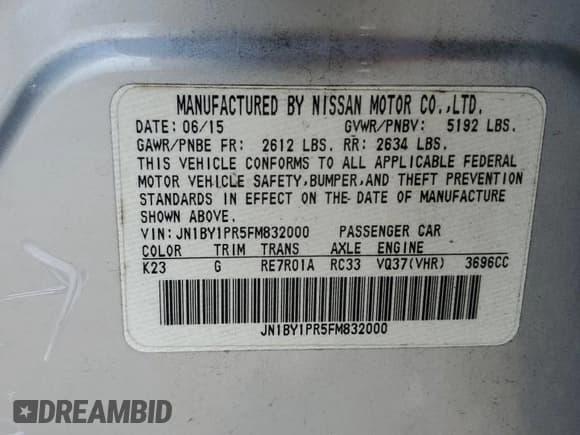 MANUFACTURED BY NISSAN MOTOR CO.,LTD.
DATE: 06/15 GVWR/PNBV: 5192 LBS.
GAWR/PNBE FR: 2612 LBS. RR: 2634 LBS.
THIS VEHICLE CONFORMS TO ALL APPLICABLE FEDERAL
MOTOR VEHICLE SAFETY,BUMPER,AND THEFT PREVENTION
STANDARDS IN EFFECT ON THE DATE OF MANUFACTURE
SHOWN ABOVE.
VIN:JN1BY1PR5FM832000 PASSENGER CAR
COLOR TRIM TRANS AXLE ENGINE
K23 G RE7R01A RC33 VQ37(VHR) 3696CC
JN1BY1PR5FM832000
DREAMBID